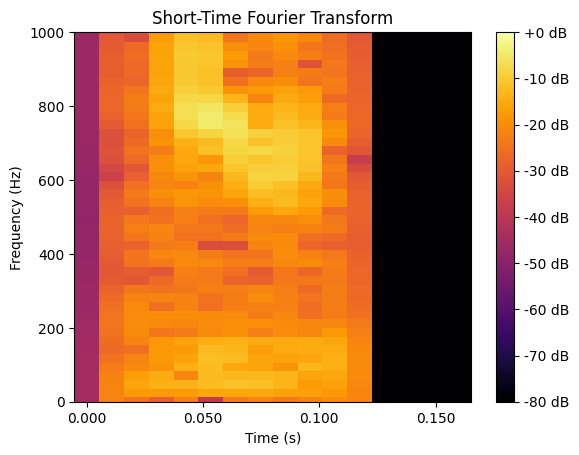 Short-Time Fourier Transform
1000
800
600
400
200
0
Frequency (Hz)
0.000
0.050
0.100
0.150
Time (s)
+0 dB
-10 dB
-20 dB
-30 dB
-40 dB
-50 dB
-60 dB
-70 dB
-80 dB